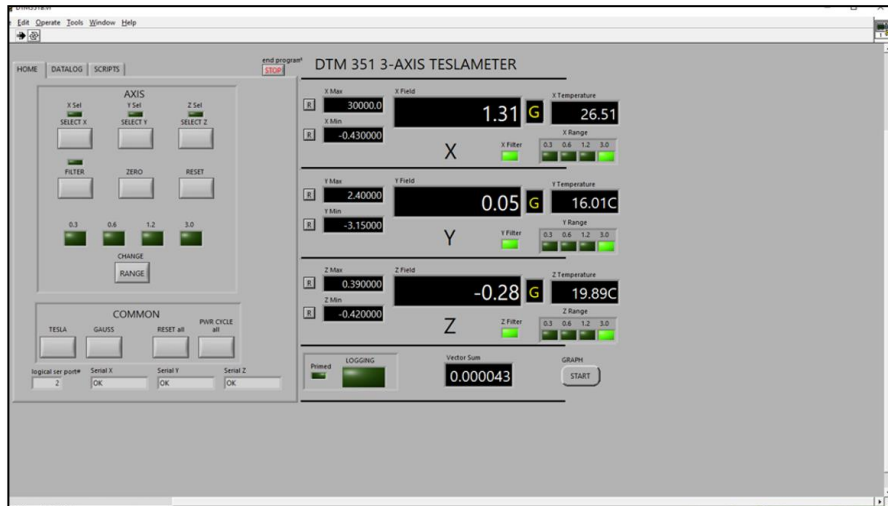 Edit Operate Tools Window Help
HOME DATALOG SCRIPTS
end program
STOP
AXIS
X Sel Y Sel Z Sel
SELECT X SELECT Y SELECT Z
FILTER ZERO RESET
0.3 0.6 1.2 3.0
CHANGE
RANGE
COMMON
TESLA GAUSS RESET all PWR CYCLE all
logical ser port# Serial X Serial Y Serial Z
2 OK OK OK
DTM 351 3-AXIS TESLAMETER
X Max X Field X Temperature
R 30000.0 1.31 G 26.51
X Min X Range
R -0.430000 X X Filter 0.3 0.6 1.2 3.0
Y Max Y Field Y Temperature
R 2.40000 0.05 G 16.01C
Y Min Y Range
R -3.15000 Y Y Filter 0.3 0.6 1.2 3.0
Z Max Z Field Z Temperature
R 0.390000 -0.28 G 19.89C
Z Min Z Range
R -0.420000 Z Z Filter 0.3 0.6 1.2 3.0
Primed LOGGING Vector Sum GRAPH
0.000043 START